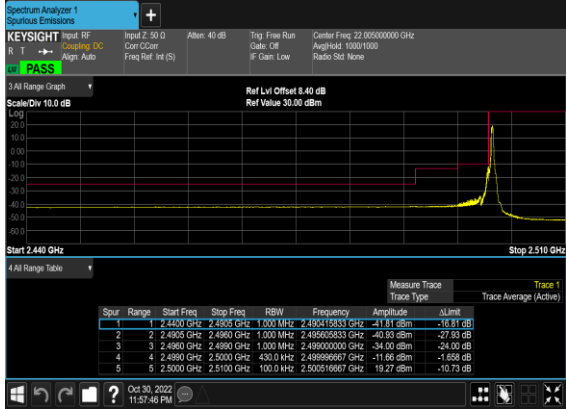 Spectrum Analyzer 1
Spurious Emissions
KEYSIGHT Input: RF Input Z: 50 Ω Atten: 40 dB Trig: Free Run Center Freq: 22.005000000 GHz
R T Coupling: DC Corr CCorr Gate: Off Avg|Hold: 1000/1000
Align: Auto Freq Ref: Int (S) IF Gain: Low Radio Std: None
PASS
3 All Range Graph
Ref Lvl Offset 8.40 dB
Scale/Div 10.0 dB Ref Value 30.00 dBm
Log
20.0
10.0
0.00
-10.0
-20.0
-30.0
-40.0
-50.0
-60.0
Start 2.440 GHz Stop 2.510 GHz
4 All Range Table
Measure Trace Trace 1
Trace Type Trace Average (Active)
Spur Range Start Freq Stop Freq RBW Frequency Amplitude ΔLimit
1 1 2.4400 GHz 2.4905 GHz 1.000 MHz 2.490415833 GHz -41.81 dBm -16.81 dB
2 2 2.4905 GHz 2.4960 GHz 1.000 MHz 2.495605833 GHz -40.93 dBm -27.93 dB
3 3 2.4960 GHz 2.4990 GHz 1.000 MHz 2.499000000 GHz -34.00 dBm -24.00 dB
4 4 2.4990 GHz 2.5000 GHz 430.0 kHz 2.499996667 GHz -11.66 dBm -1.658 dB
5 5 2.5000 GHz 2.5100 GHz 100.0 kHz 2.500516667 GHz 19.27 dBm -10.73 dB
Oct 30, 2022
11:57:46 PM